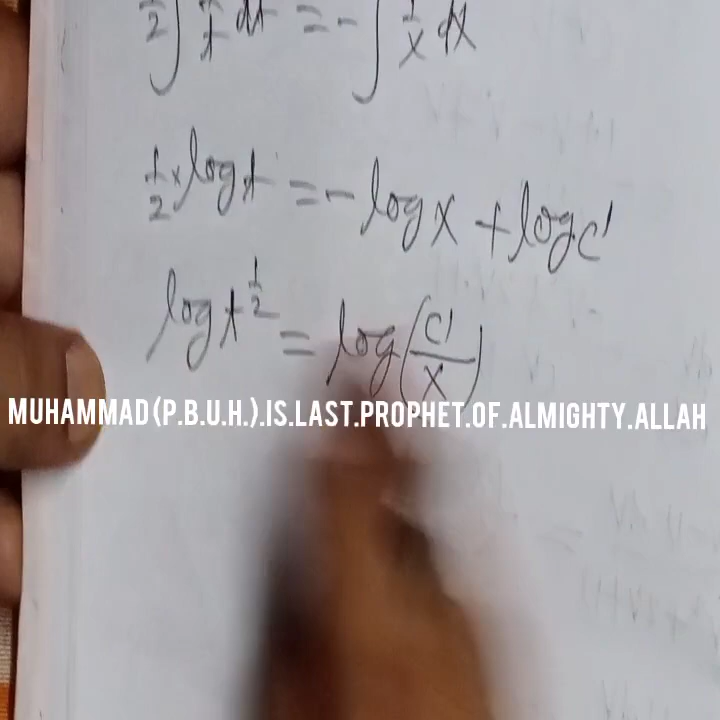 1/2 ∫ 1/t dt = - ∫ 1/x dx
1/2 × log t = - log x + log c'
log t^1/2 = log (c'/x)
MUHAMMAD(P.B.U.H.).IS.LAST.PROPHET.OF.ALMIGHTY.ALLAH